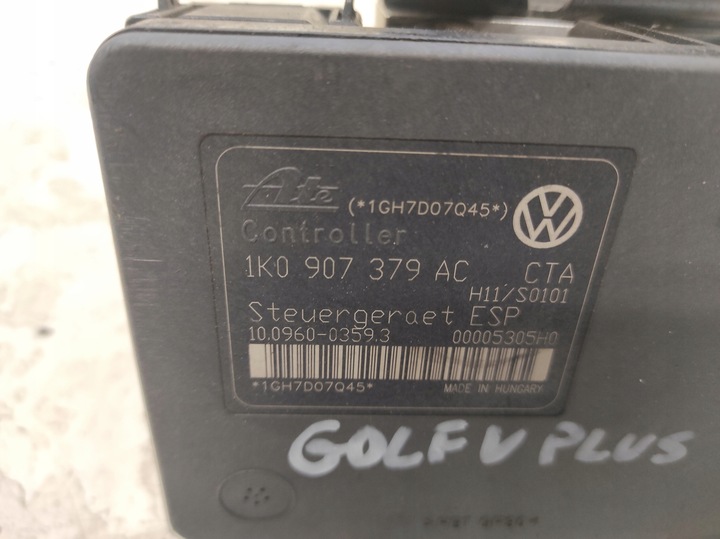 Ate (*1GH7D07Q45*)
Controller
1K0 907 379 AC CTA
H11/S0101
Steuergeraet ESP
10.0960-0359.3 00005305H0
*1GH7D07Q45* MADE IN HUNGARY
GOLF V PLUS